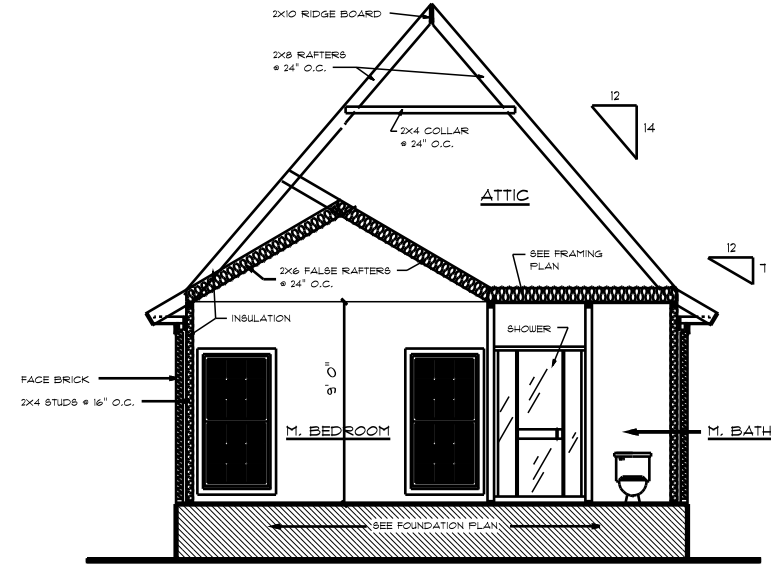 2X10 RIDGE BOARD
2X8 RAFTERS
@ 24" O.C.
12
14
2X4 COLLAR
@ 24" O.C.
ATTIC
12
7
SEE FRAMING
PLAN
2X6 FALSE RAFTERS
@ 24" O.C.
INSULATION
SHOWER
9' 0"
FACE BRICK
2X4 STUDS @ 16" O.C.
M. BEDROOM
M. BATH
SEE FOUNDATION PLAN